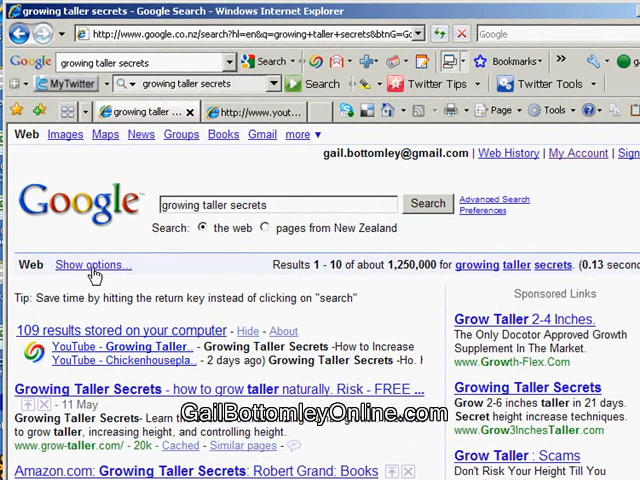 growing taller secrets - Google Search - Windows Internet Explorer
http://www.google.co.nz/search?hl=en&q=growing+taller+secrets&btnG=Go
Google growing taller secrets Search Bookmarks
MyTwitter growing taller secrets Twitter Tips Twitter Tools
growing taller ... http://www.yout... Page Tools
Web Images Maps News Groups Books Gmail more ▼
gail.bottomley@gmail.com | Web History | My Account | Sign
Google growing taller secrets Search Advanced Search
Preferences
Search: the web pages from New Zealand
Web Show options... Results 1 - 10 of about 1,250,000 for growing taller secrets. (0.13 secon
Tip: Save time by hitting the return key instead of clicking on "search"
109 results stored on your computer - Hide - About
YouTube - Growing Taller.. - Growing Taller Secrets - How to Increase
YouTube - Chickenhousepla.. - 2 days ago) Growing Taller Secrets -Ho. H
Growing Taller Secrets - how to grow taller naturally. Risk - FREE ...
- 11 May
Growing Taller Secrets - Learn th
to grow taller, increasing height, and controlling height.
www.grow-taller.com/ - 20k - Cached - Similar pages -
Amazon.com: Growing Taller Secrets: Robert Grand: Books
Sponsored Links
Grow Taller 2-4 Inches.
The Only Docotor Approved Growth
Supplement In The Market.
www.Growth-Flex.Com
Growing Taller Secrets
Grow 2-6 inches taller in 21 days.
Secret height increase techniques.
www.Grow3InchesTaller.com
Grow Taller : Scams
Don't Risk Your Height Till You
GailBottomleyOnline.com